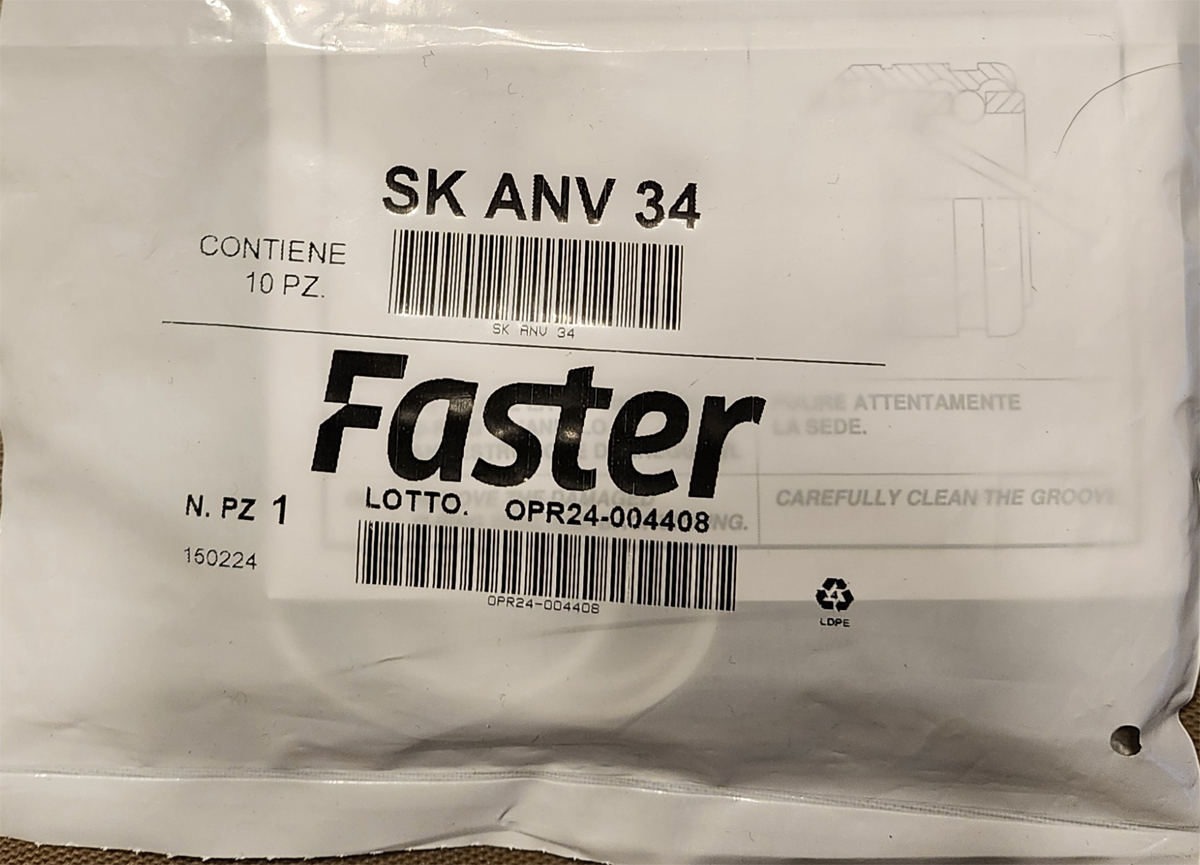 SK ANV 34
CONTIENE
10 PZ.
SK ANV 34
Faster
ATTENTAMENTE
LA SEDE.
CAREFULLY CLEAN THE
N. PZ 1
LOTTO. OPR24-004408
150224
OPR24-004408
4
LDPE